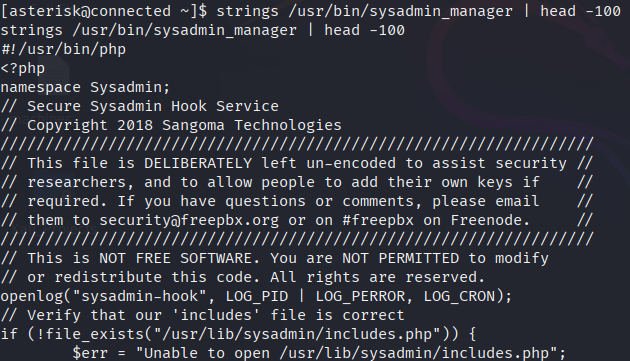 [asterisk@connected ~]$ strings /usr/bin/sysadmin_manager | head -100
strings /usr/bin/sysadmin_manager | head -100
#!/usr/bin/php
<?php
namespace Sysadmin;
// Secure Sysadmin Hook Service
// Copyright 2018 Sangoma Technologies
//////////////////////////////////////////////////////////////////
// This file is DELIBERATELY left un-encoded to assist security //
// researchers, and to allow people to add their own keys if    //
// required. If you have questions or comments, please email    //
// them to security@freepbx.org or on #freepbx on Freenode.     //
//////////////////////////////////////////////////////////////////
// This is NOT FREE SOFTWARE. You are NOT PERMITTED to modify
// or redistribute this code. All rights are reserved.
openlog("sysadmin-hook", LOG_PID | LOG_PERROR, LOG_CRON);
// Verify that our 'includes' file is correct
if (!file_exists("/usr/lib/sysadmin/includes.php")) {
        $err = "Unable to open /usr/lib/sysadmin/includes.php";